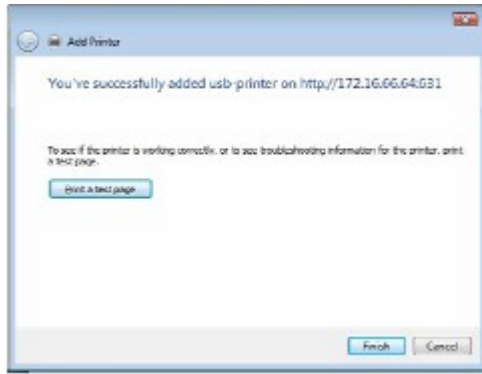 Add Printer
You've successfully added usb-printer on http://172.16.66.64:631
To see if the printer is working correctly, or to see troubleshooting information for the printer, print
a test page.
Print a test page
Finish
Cancel